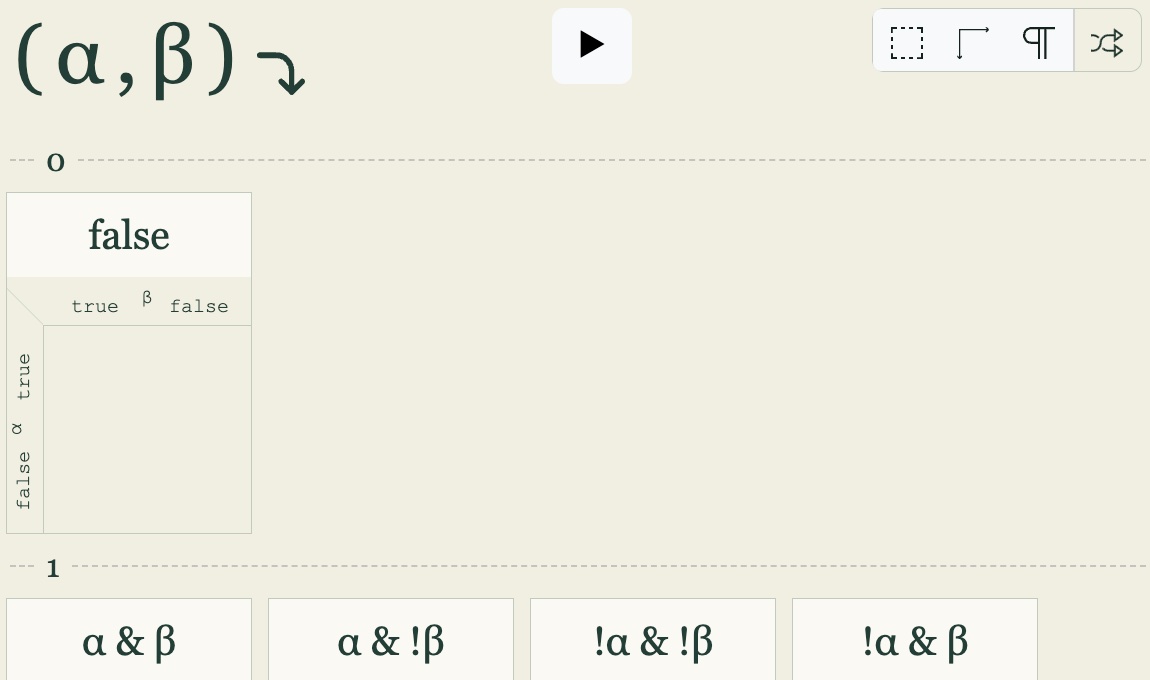 (α,β)
¶
0
false
true β false
true
α
false
1
α & β
α & !β
!α & !β
!α & β